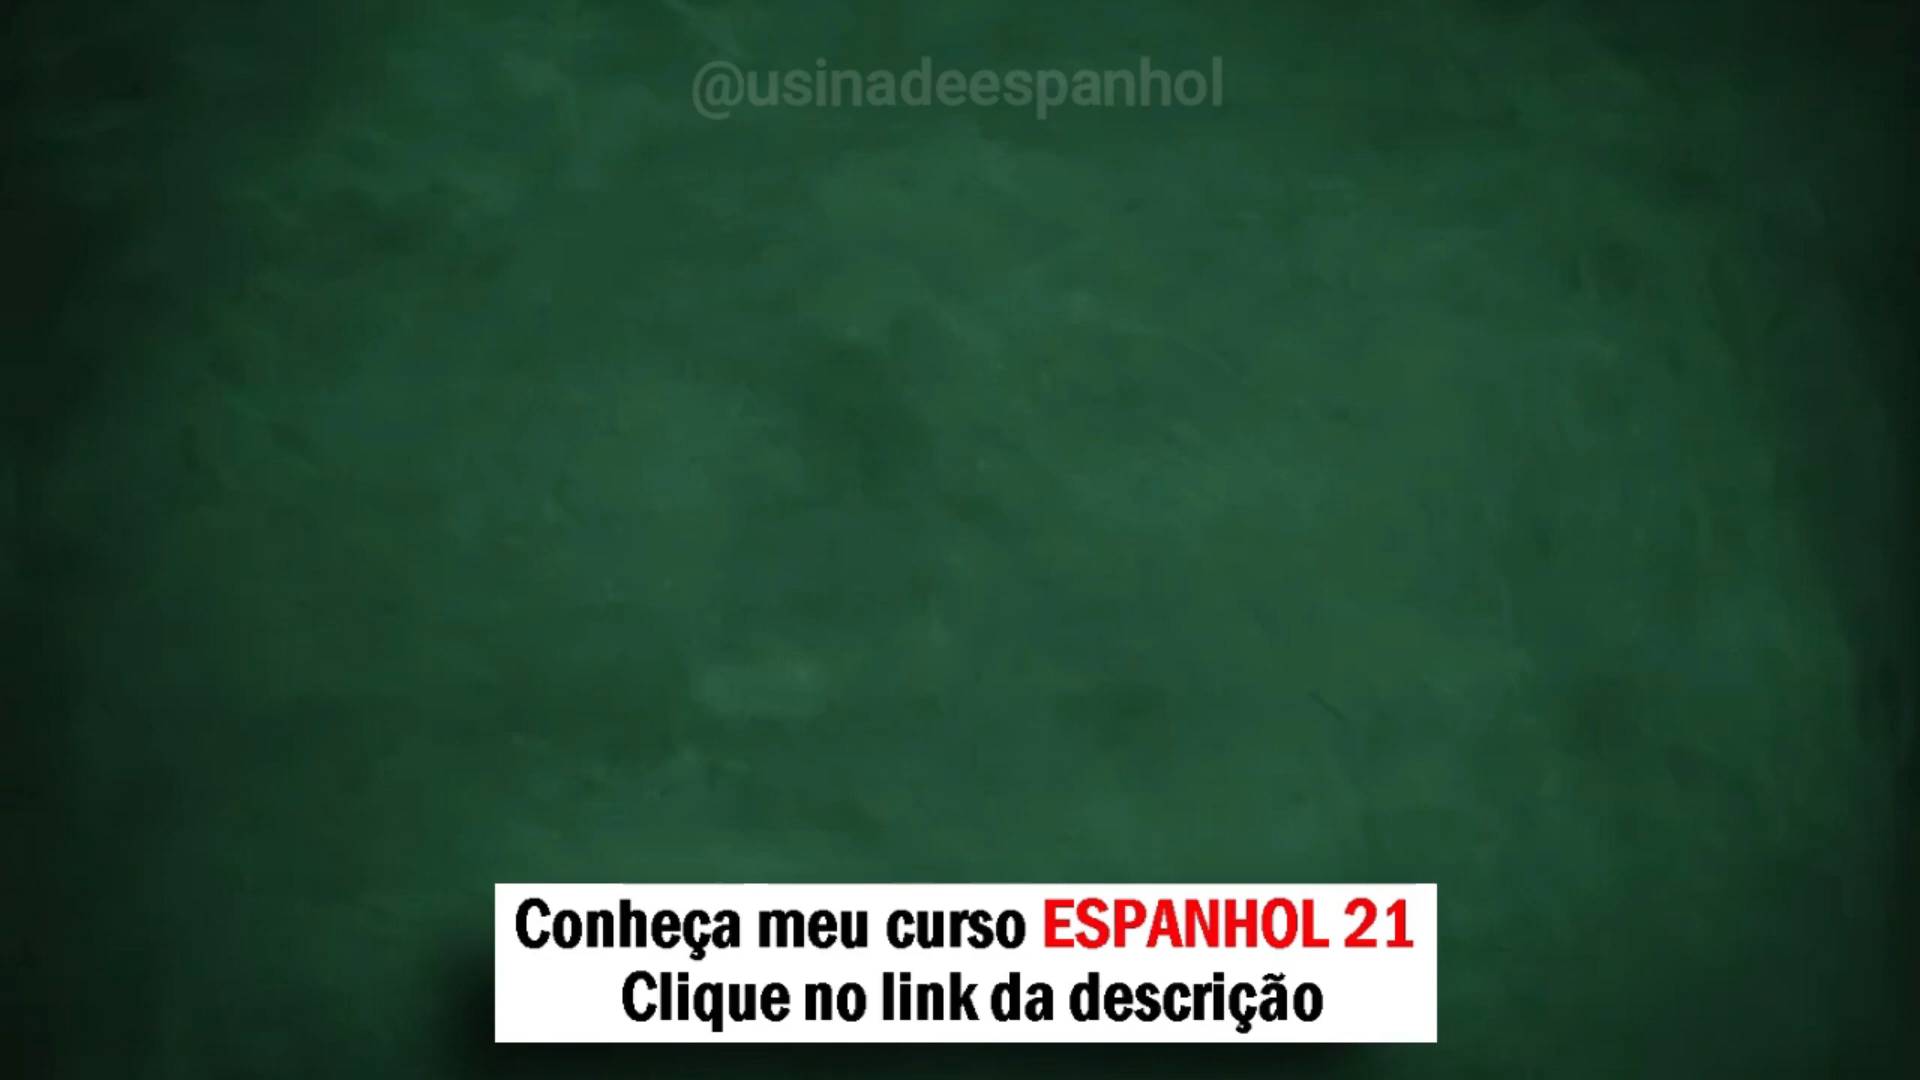 @usinadeespanhol
Conheça meu curso ESPANHOL 21
Clique no link da descrição